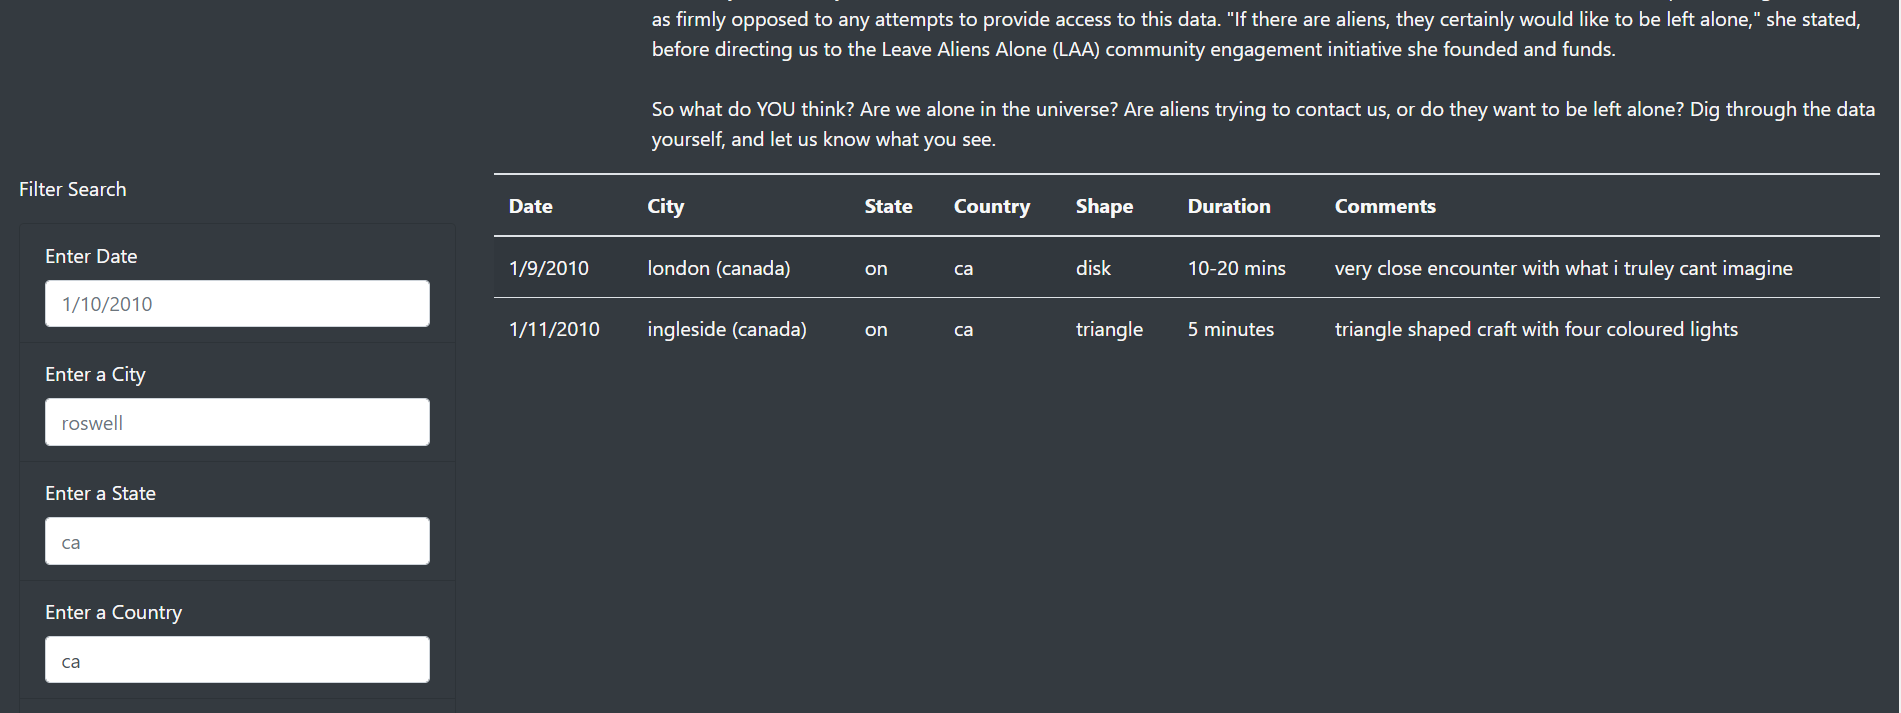 as firmly opposed to any attempts to provide access to this data. "If there are aliens, they certainly would like to be left alone," she stated,
before directing us to the Leave Aliens Alone (LAA) community engagement initiative she founded and funds.
So what do YOU think? Are we alone in the universe? Are aliens trying to contact us, or do they want to be left alone? Dig through the data
yourself, and let us know what you see.
Filter Search
Enter Date
1/10/2010
Enter a City
roswell
Enter a State
ca
Enter a Country
ca
Date City State Country Shape Duration Comments
1/9/2010 london (canada) on ca disk 10-20 mins very close encounter with what i truley cant imagine
1/11/2010 ingleside (canada) on ca triangle 5 minutes triangle shaped craft with four coloured lights